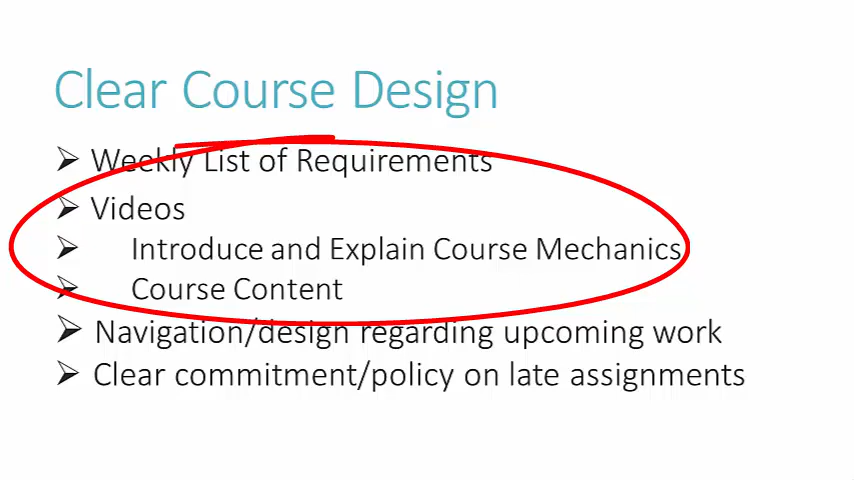 Clear Course Design
➢ Weekly List of Requirements
➢ Videos
➢ Introduce and Explain Course Mechanics
➢ Course Content
➢ Navigation/design regarding upcoming work
➢ Clear commitment/policy on late assignments